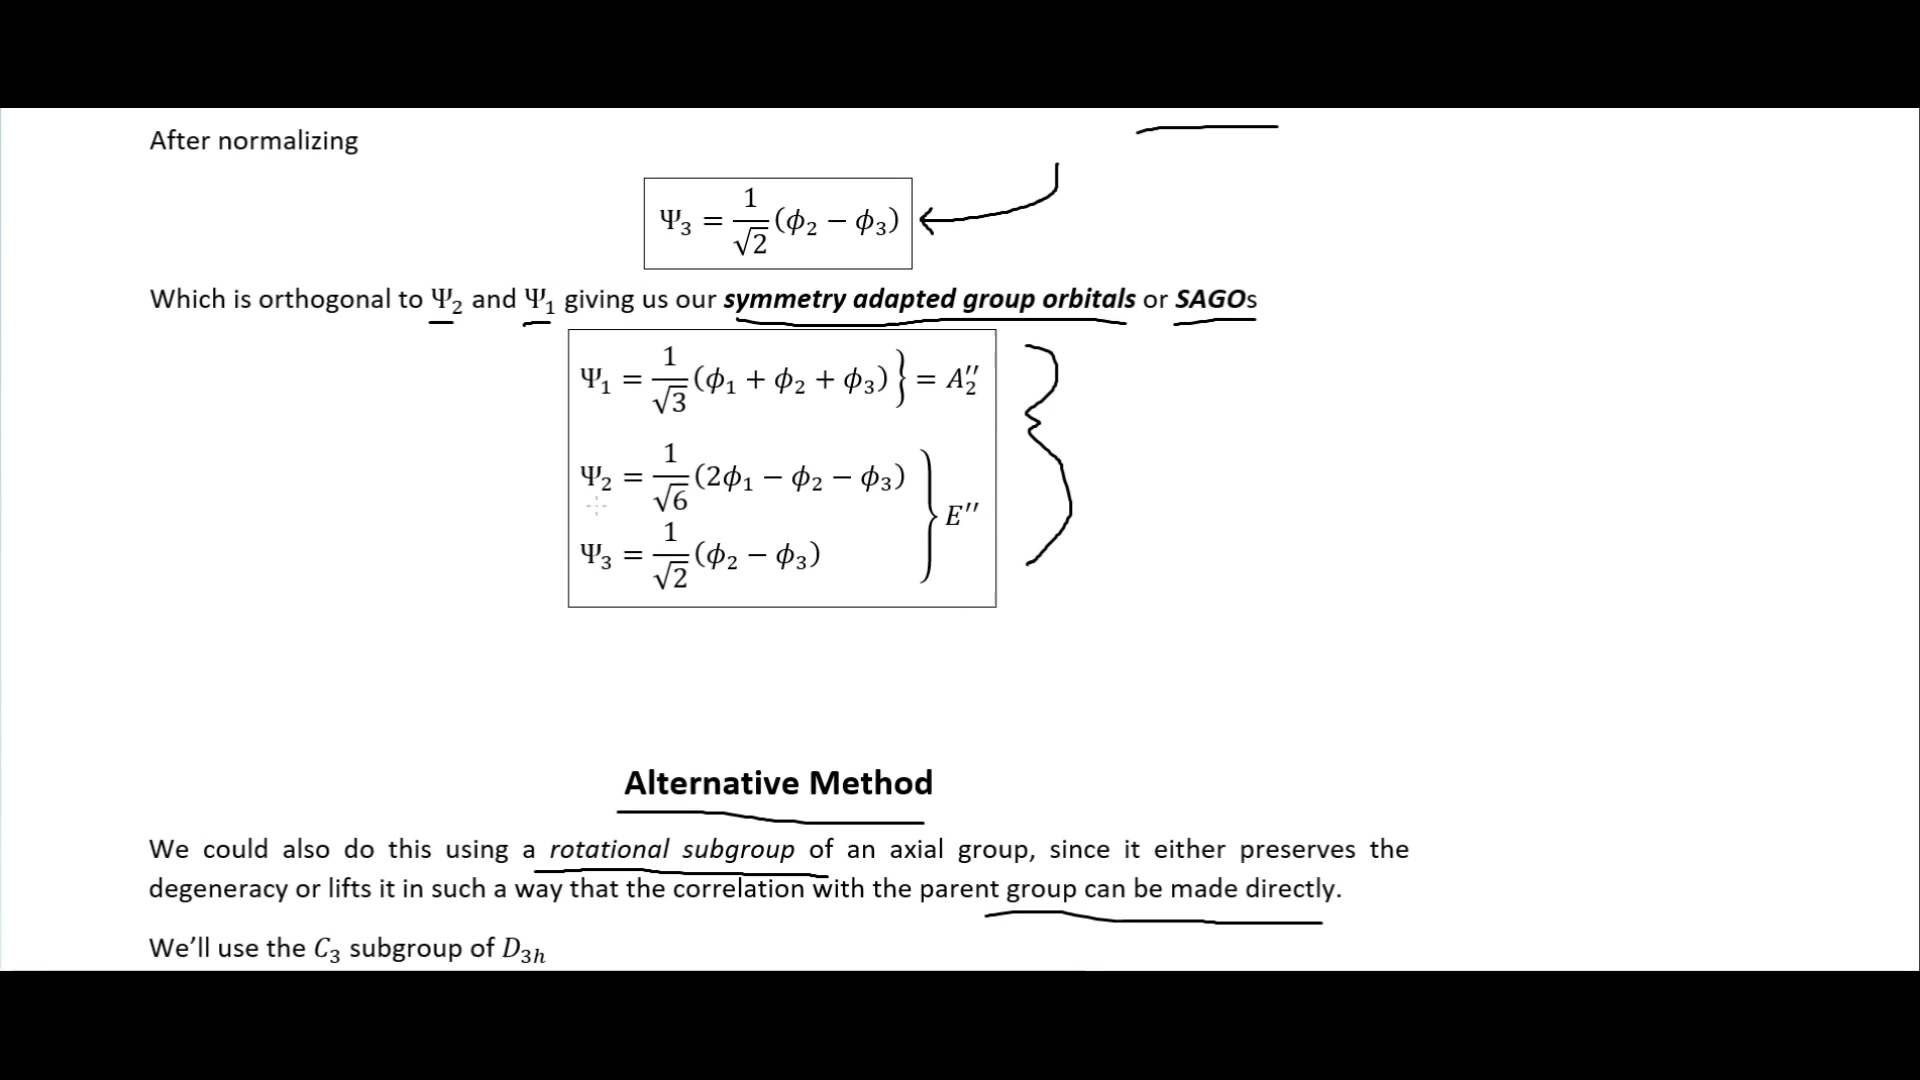 After normalizing
Ψ₃ = 1/√2 (ϕ₂ − ϕ₃)
Which is orthogonal to Ψ₂ and Ψ₁ giving us our symmetry adapted group orbitals or SAGOs
Ψ₁ = 1/√3 (ϕ₁ + ϕ₂ + ϕ₃)} = A₂′′
Ψ₂ = 1/√6 (2ϕ₁ − ϕ₂ − ϕ₃)
} E′′
Ψ₃ = 1/√2 (ϕ₂ − ϕ₃)
Alternative Method
We could also do this using a rotational subgroup of an axial group, since it either preserves the
degeneracy or lifts it in such a way that the correlation with the parent group can be made directly.
We’ll use the C₃ subgroup of D₃ₕ